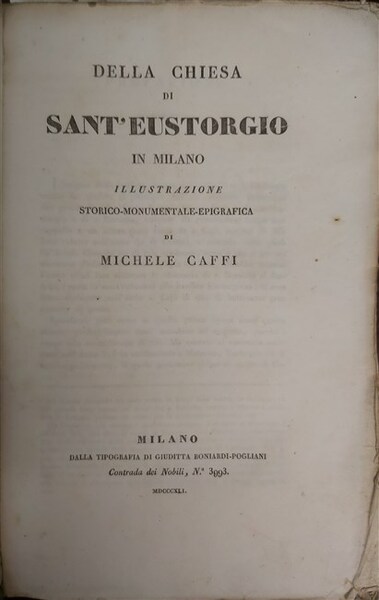 DELLA CHIESA
DI
SANT'EUSTORGIO
IN MILANO
ILLUSTRAZIONE
STORICO-MONUMENTALE-EPIGRAFICA
DI
MICHELE CAFFI
MILANO
DALLA TIPOGRAFIA DI GIUDITTA BONIARDI-POGLIANI
Contrada dei Nobili, N.° 3993.
MDCCCXLI.